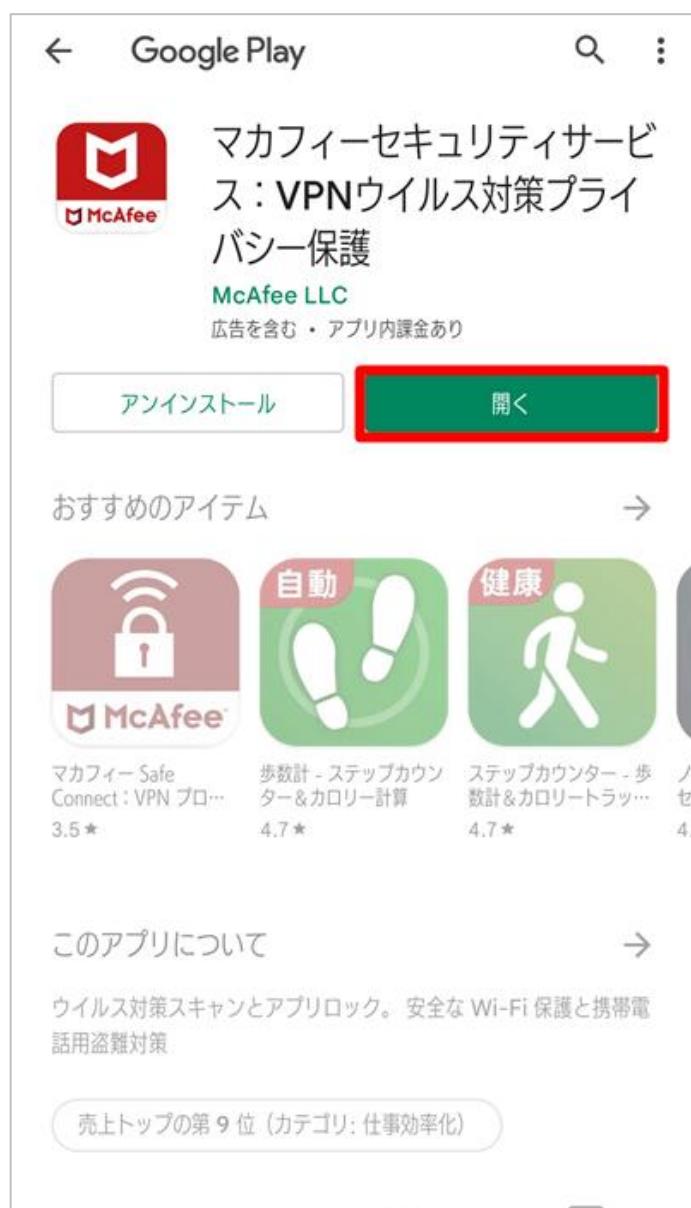 Google Play
マカフィーセキュリティサービ
ス：VPNウイルス対策プライ
バシー保護
McAfee
McAfee LLC
広告を含む・アプリ内課金あり
アンインストール
開く
おすすめのアイテム
McAfee
自動
健康
マカフィー Safe
Connect：VPN プロ…
3.5★
歩数計 - ステップカウン
ター＆カロリー計算
4.7★
ステップカウンター - 歩
数計＆カロリートラッ…
4.7★
このアプリについて
ウイルス対策スキャンとアプリロック。 安全な Wi-Fi 保護と携帯電
話用盗難対策
売上トップの第 9 位（カテゴリ: 仕事効率化）